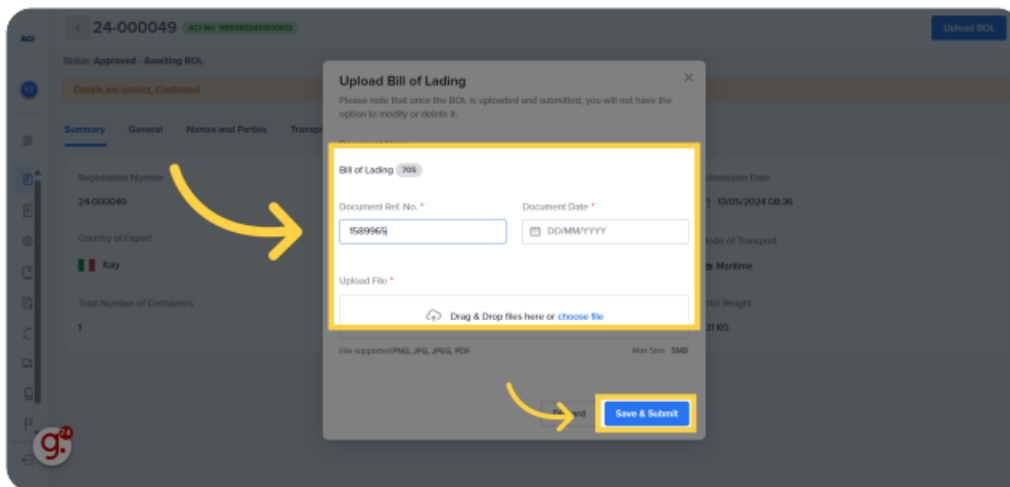 ACI
24-000049
Upload BOL
Status: Approved - Awaiting BOL
Details are correct, Confirmed
Summary General Names and Parties
Registration Number
24-000049
Submission Date
13/05/2024 08:36
Country of Export
Italy
Mode of Transport
Maritime
Total Number of Containers
1
Total Weight
Upload Bill of Lading
Please note that once the BOL is uploaded and submitted, you will not have the
option to modify or delete it.
Document Name
Bill of Lading 705
Document Ref. No. * Document Date *
1589965 DD/MM/YYYY
Upload File *
Drag & Drop files here or choose file
File supported PNG, JPG, JPEG, PDF Max Size 5MB
Discard Save & Submit
g.